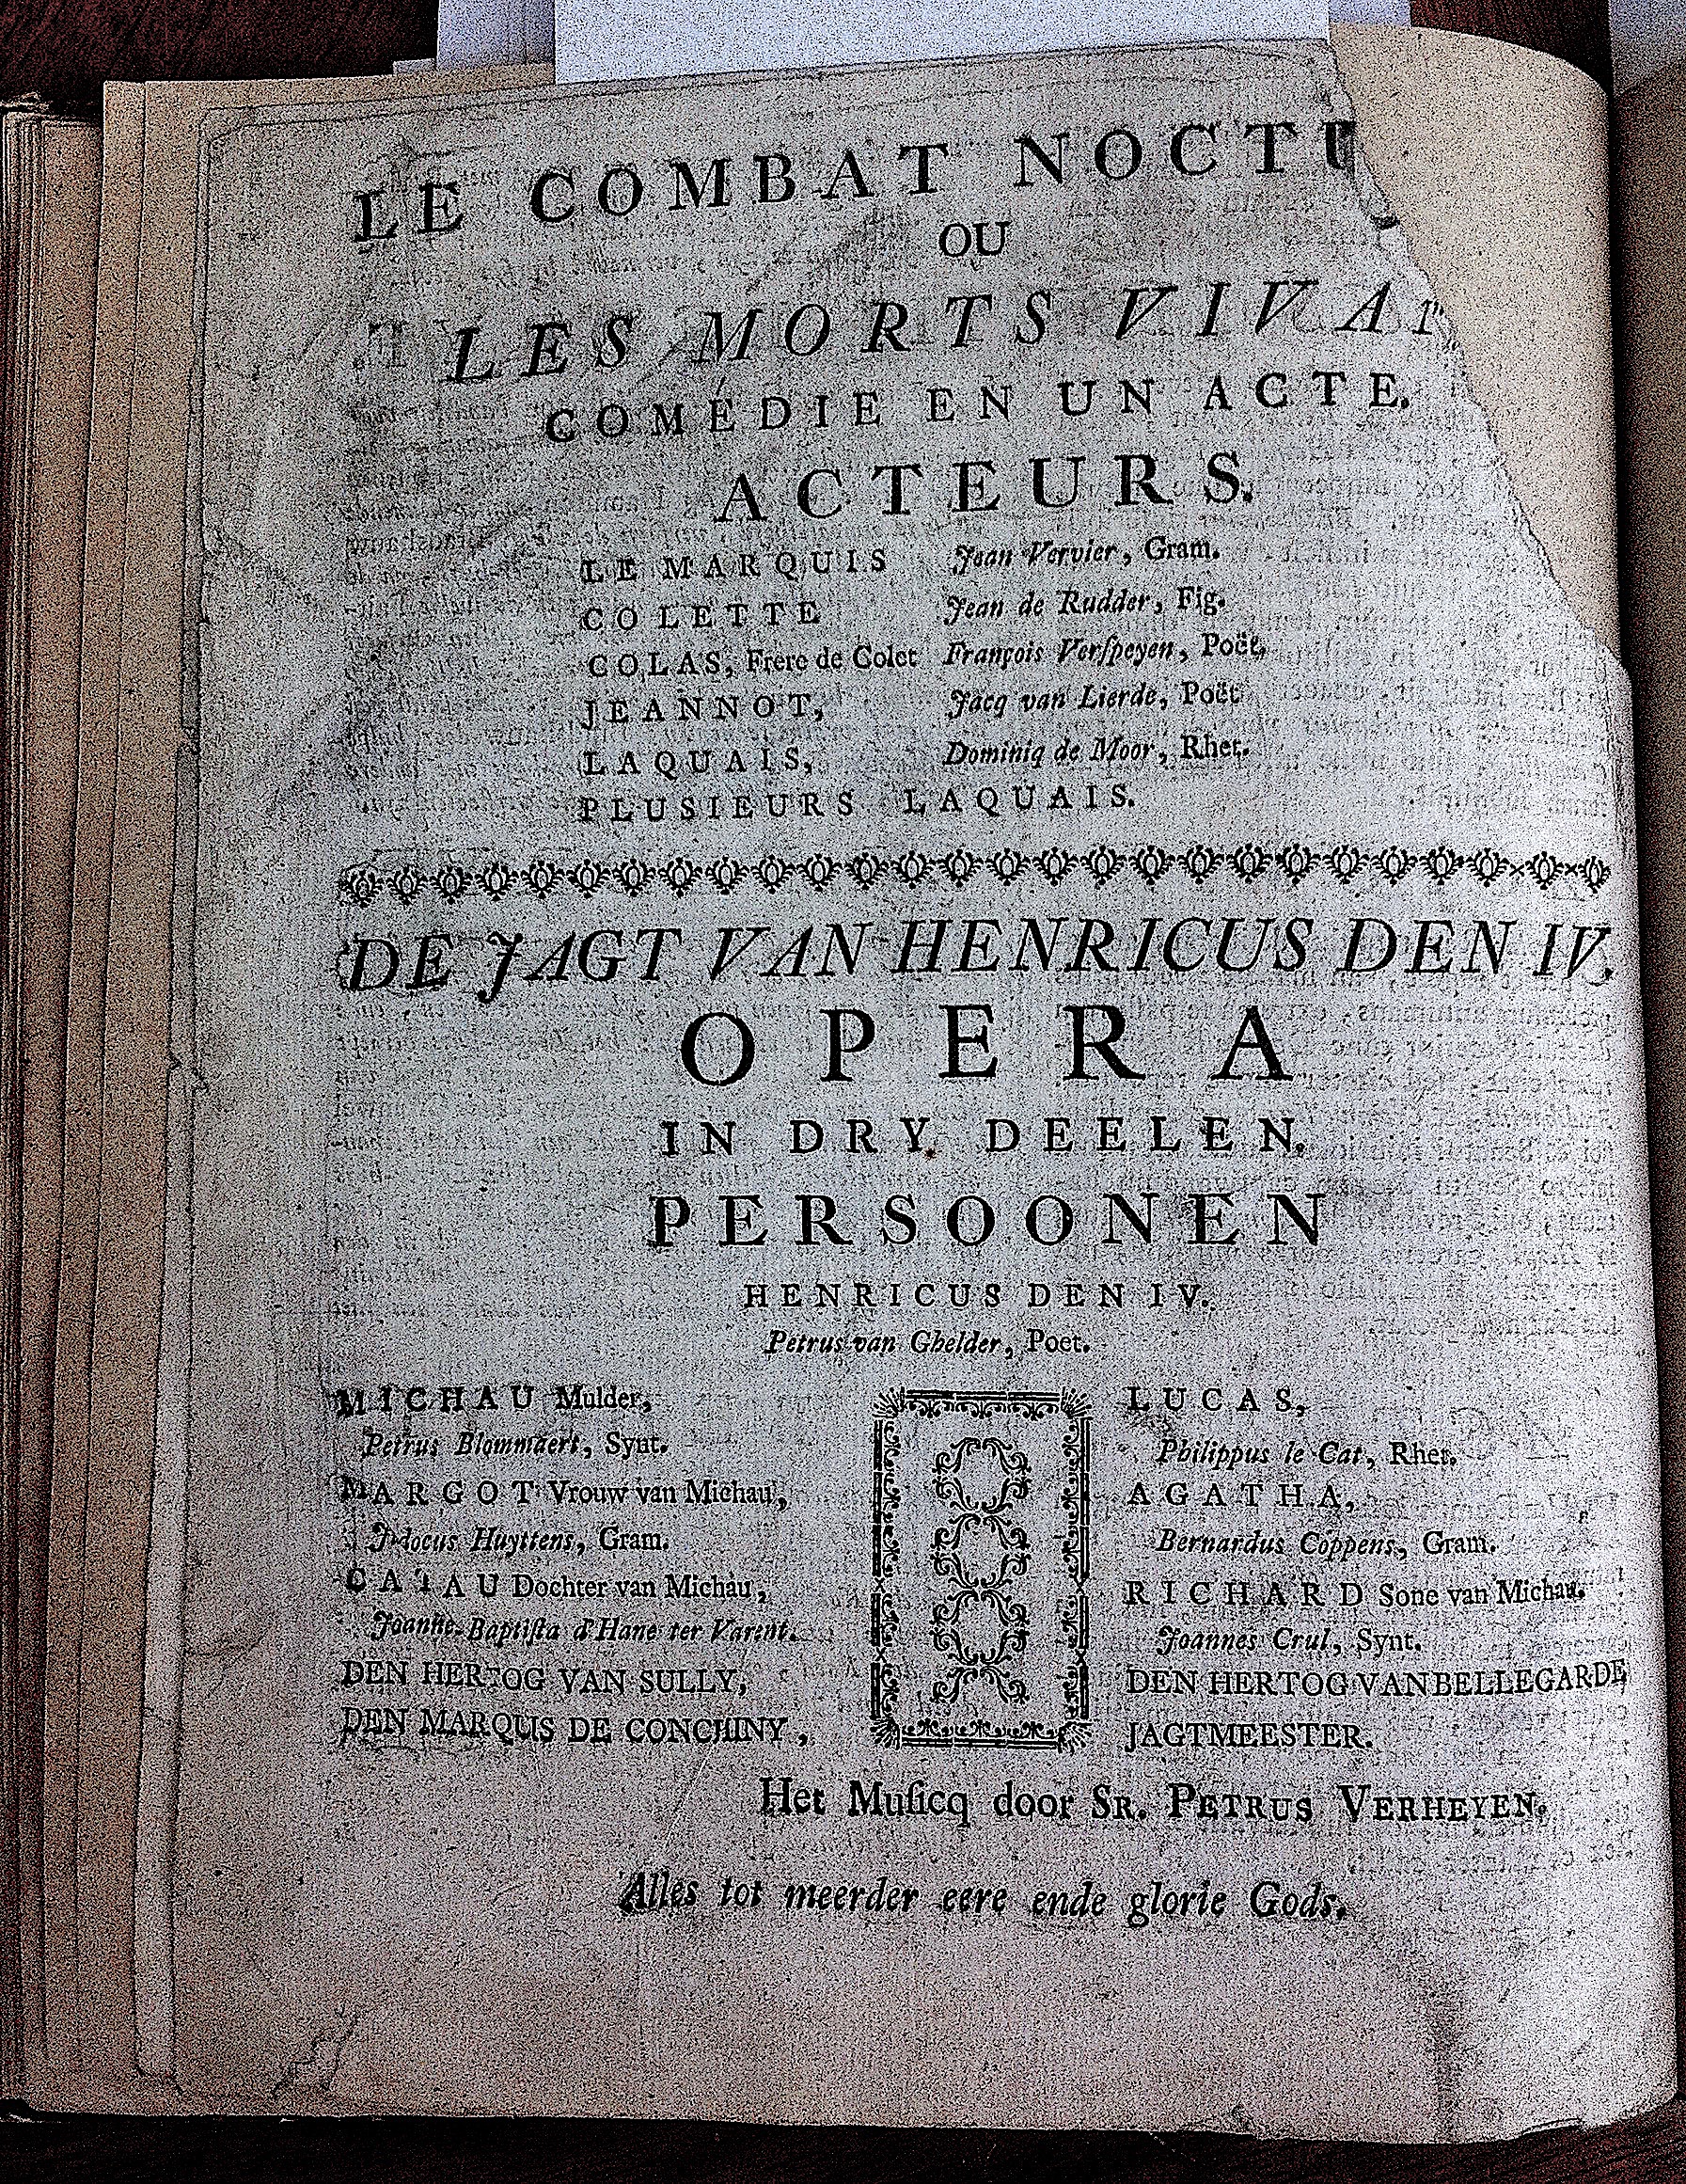 LE COMBAT NOCTU
OU
LES MORTS VIVAN
COMÉDIE EN UN ACTE.
ACTEURS.
LE MARQUIS Jean Vervier, Gram.
COLETTE Jean de Rudder, Fig.
COLAS, Frere de Colet François Verſpeyen, Poët.
JEANNOT, Jacq van Lierde, Poët
LAQUAIS, Dominiq de Moor, Rhet.
PLUSIEURS LAQUAIS.
DE JAGT VAN HENRICUS DEN IV.
OPERA
IN DRY DEELEN.
PERSOONEN
HENRICUS DEN IV.
Petrus van Ghelder, Poet.
MICHAU Mulder,
Petrus Blommaert, Synt.
MARGOT Vrouw van Michau,
Jdocus Huyttens, Gram.
CATAU Dochter van Michau,
Joanne-Baptiſta d'Hane ter Varent.
DEN HERTOG VAN SULLY,
DEN MARQUIS DE CONCHINY,
LUCAS,
Philippus le Cat, Rhet.
AGATHA,
Bernardus Coppens, Gram.
RICHARD Sone van Michau.
Joannes Crul, Synt.
DEN HERTOG VAN BELLEGARDE
JAGTMEESTER.
Het Muſicq door SR. PETRUS VERHEYEN.
Alles tot meerder eere ende glorie Gods.